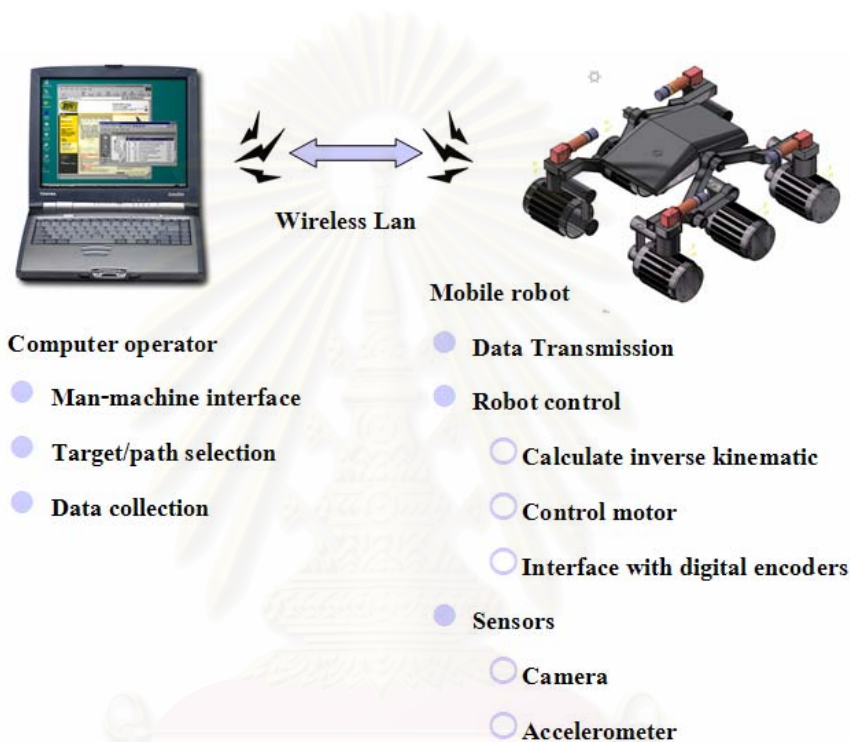 Wireless Lan
Computer operator
Man-machine interface
Target/path selection
Data collection
Mobile robot
Data Transmission
Robot control
Calculate inverse kinematic
Control motor
Interface with digital encoders
Sensors
Camera
Accelerometer